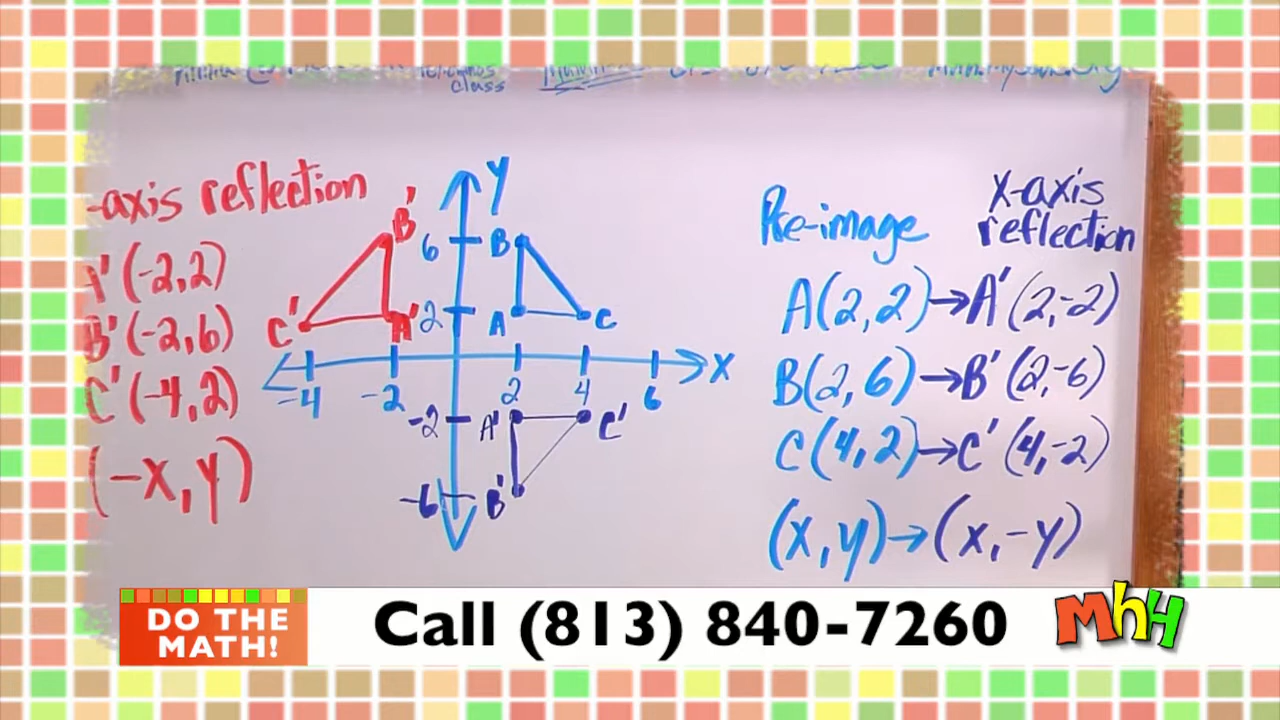 class
-axis reflection
A'(-2,2)
B'(-2,6)
C'(-4,2)
(-x,y)
Y
B'
6
B
C'
A'
2
A
C
X
-4
-2
2
4
6
-2
A'
C'
-6
B'
Pre-image
X-axis
reflection
A(2,2)→A'(2,-2)
B(2,6)→B'(2,-6)
C(4,2)→C'(4,-2)
(x,y)→(x,-y)
DO THE
MATH!
Call (813) 840-7260
Mh4